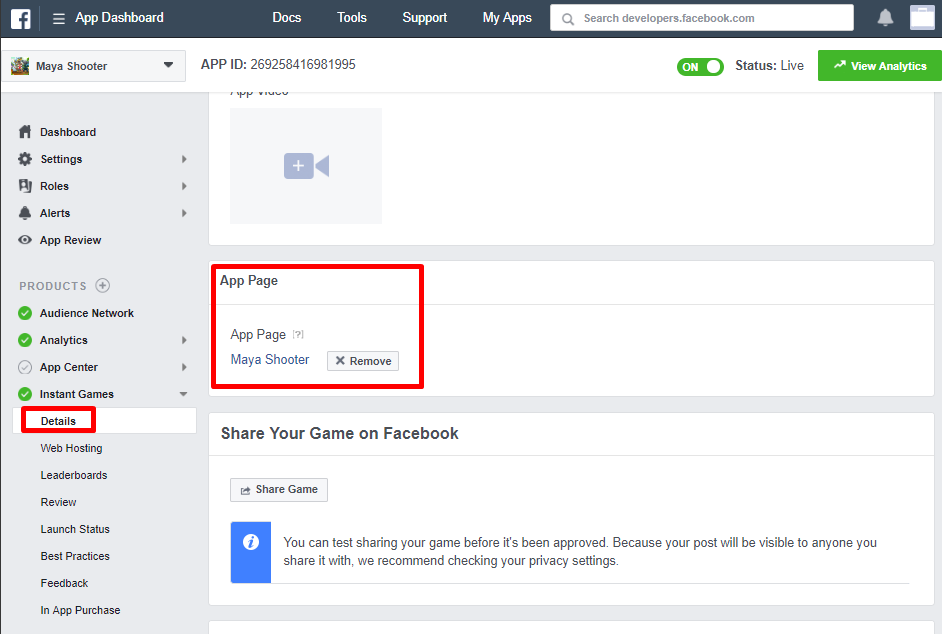 App Dashboard
Docs
Tools
Support
My Apps
Search developers.facebook.com
Maya Shooter
APP ID: 269258416981995
ON
Status: Live
View Analytics
App Video
Dashboard
Settings
Roles
Alerts
App Review
PRODUCTS
Audience Network
Analytics
App Center
Instant Games
Details
Web Hosting
Leaderboards
Review
Launch Status
Best Practices
Feedback
In App Purchase
App Page
App Page [?]
Maya Shooter
Remove
Share Your Game on Facebook
Share Game
You can test sharing your game before it's been approved. Because your post will be visible to anyone you
share it with, we recommend checking your privacy settings.